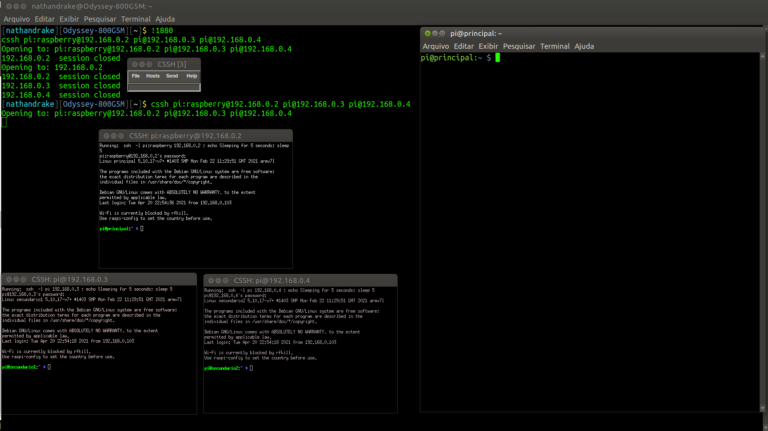 nathandrake@Odyssey-800G5M: ~
Arquivo Editar Exibir Pesquisar Terminal Ajuda
[nathandrake][Odyssey-800G5M][~]$ !1880
cssh pi:raspberry@192.168.0.2 pi@192.168.0.3 pi@192.168.0.4
Opening to: pi:raspberry@192.168.0.2 pi@192.168.0.3 pi@192.168.0.4
192.168.0.2 session closed
Opening to: 192.168.0.2
192.168.0.2 session closed
192.168.0.3 session closed
192.168.0.4 session closed
[nathandrake][Odyssey-800G5M][~]$ cssh pi:raspberry@192.168.0.2 pi@192.168.0.3 pi@192.168.0.4
Opening to: pi:raspberry@192.168.0.2 pi@192.168.0.3 pi@192.168.0.4
CSSH [3]
File Hosts Send Help
pi@principal: ~
Arquivo Editar Exibir Pesquisar Terminal Ajuda
pi@principal:~ $
CSSH: pi:raspberry@192.168.0.2
Running: ssh -l pi:raspberry 192.168.0.2 ; echo Sleeping for 5 seconds; sleep
5
pi:raspberry@192.168.0.2's password:
Linux principal 5.10.17-v7+ #1403 SMP Mon Feb 22 11:29:51 GMT 2021 armv7l
The programs included with the Debian GNU/Linux system are free software;
the exact distribution terms for each program are described in the
individual files in /usr/share/doc/*/copyright.
Debian GNU/Linux comes with ABSOLUTELY NO WARRANTY, to the extent
permitted by applicable law.
Last login: Tue Apr 20 22:54:36 2021 from 192.168.0.103
Wi-Fi is currently blocked by rfkill.
Use raspi-config to set the country before use.
pi@principal:~ $
CSSH: pi@192.168.0.3
Running: ssh -l pi 192.168.0.3 ; echo Sleeping for 5 seconds; sleep 5
pi@192.168.0.3's password:
Linux secundario1 5.10.17-v7+ #1403 SMP Mon Feb 22 11:29:51 GMT 2021 armv7l
The programs included with the Debian GNU/Linux system are free software;
the exact distribution terms for each program are described in the
individual files in /usr/share/doc/*/copyright.
Debian GNU/Linux comes with ABSOLUTELY NO WARRANTY, to the extent
permitted by applicable law.
Last login: Tue Apr 20 22:54:18 2021 from 192.168.0.103
Wi-Fi is currently blocked by rfkill.
Use raspi-config to set the country before use.
pi@secundario1:~ $
CSSH: pi@192.168.0.4
Running: ssh -l pi 192.168.0.4 ; echo Sleeping for 5 seconds; sleep 5
pi@192.168.0.4's password:
Linux secundario2 5.10.17-v7+ #1403 SMP Mon Feb 22 11:29:51 GMT 2021 armv7l
The programs included with the Debian GNU/Linux system are free software;
the exact distribution terms for each program are described in the
individual files in /usr/share/doc/*/copyright.
Debian GNU/Linux comes with ABSOLUTELY NO WARRANTY, to the extent
permitted by applicable law.
Last login: Tue Apr 20 22:54:18 2021 from 192.168.0.103
Wi-Fi is currently blocked by rfkill.
Use raspi-config to set the country before use.
pi@secundario2:~ $